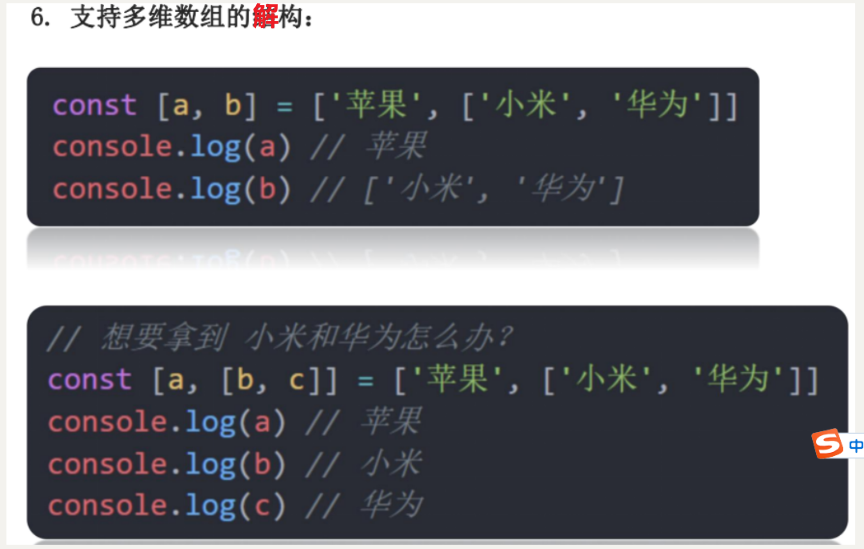 6. 支持多维数组的解构：
const [a, b] = ['苹果', ['小米', '华为']]
console.log(a) // 苹果
console.log(b) // ['小米', '华为']
// 想要拿到 小米和华为怎么办？
const [a, [b, c]] = ['苹果', ['小米', '华为']]
console.log(a) // 苹果
console.log(b) // 小米
console.log(c) // 华为
S 中